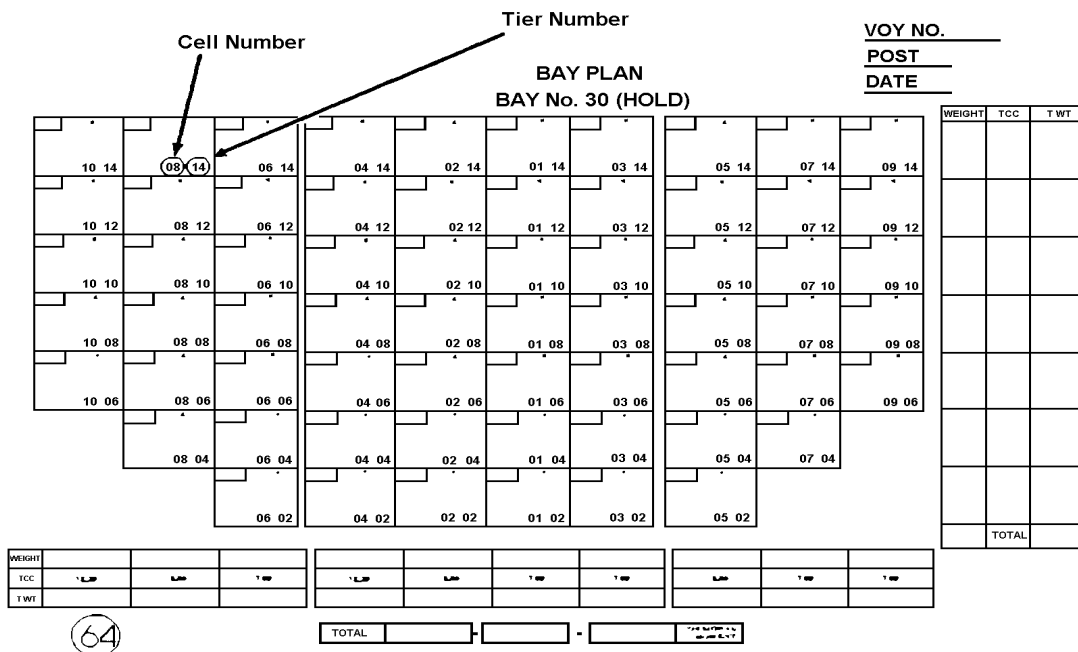 Tier Number
Cell Number
VOY NO.
POST
DATE
BAY PLAN
BAY No. 30 (HOLD)
WEIGHT TCC T WT
10 14 08 14 06 14 04 14 02 14 01 14 03 14 05 14 07 14 09 14
10 12 08 12 06 12 04 12 02 12 01 12 03 12 05 12 07 12 09 12
10 10 08 10 06 10 04 10 02 10 01 10 03 10 05 10 07 10 09 10
10 08 08 08 06 08 04 08 02 08 01 08 03 08 05 08 07 08 09 08
10 06 08 06 06 06 04 06 02 06 01 06 03 06 05 06 07 06 09 06
08 04 06 04 04 04 02 04 01 04 03 04 05 04 07 04
06 02 04 02 02 02 01 02 03 02 05 02
TOTAL
WEIGHT
TCC
T WT
64
TOTAL - -